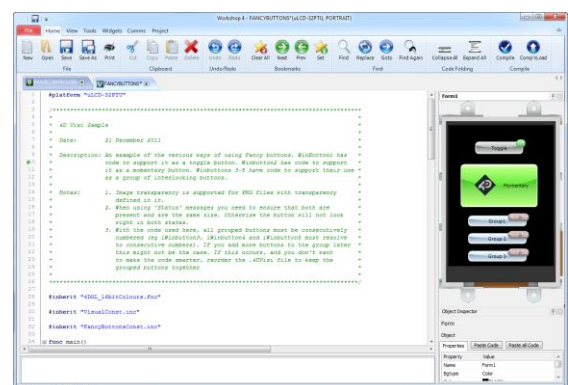 Workshop 4 - FANCYBUTTONS*(uLCD-32PTU, PORTRAIT)
File Home View Tools Widgets Comms Project
New Open Save Save As Print Cut Copy Paste Delete Undo Redo Clear All Next Prev Set Find Replace Goto Find Again Collapse All Expand All Compile Comp'nLoad
File Clipboard Undo/Redo Bookmarks Find Code Folding Compile
FANCYBUTTONS*
#platform "uLCD-32PTU"
4D Visi Sample
Date: 21 December 2011
Description: An example of the various ways of using Fancy buttons. WinButton1 has
code to support it as a toggle button. Winbutton2 has code to support
it as a momentary button. Winbuttons 3-5 have code to support their use
as a group of interlocking buttons.
Notes: 1. Image transparency is supported for PNG files with transparency
defined in it.
2. When using 'Status' messages you need to ensure that both are
present and are the same size. Otherwise the button will not look
right in both states.
3. With the code used here, all grouped buttons must be consecutively
numbered (eg iWinbutton3, iWinbutton4 and iWinbutton5 must resolve
to consecutive numbers). If you add more buttons to the group later
this might not be the case. If this occurs, and you don't want
to make the code smarter, reorder the .4DVisi file to keep the
grouped buttons together
#inherit "4DGL_16bitColours.fnc"
#inherit "VisualConst.inc"
#inherit "FancyButtonsConst.inc"
func main()
Form1
Toggle
Momentary
Group1
Group 2
Group 3
Object Inspector
Form
Object
Properties Paste Code Paste all Code
Property Value
Name Form1
Bgtype Color